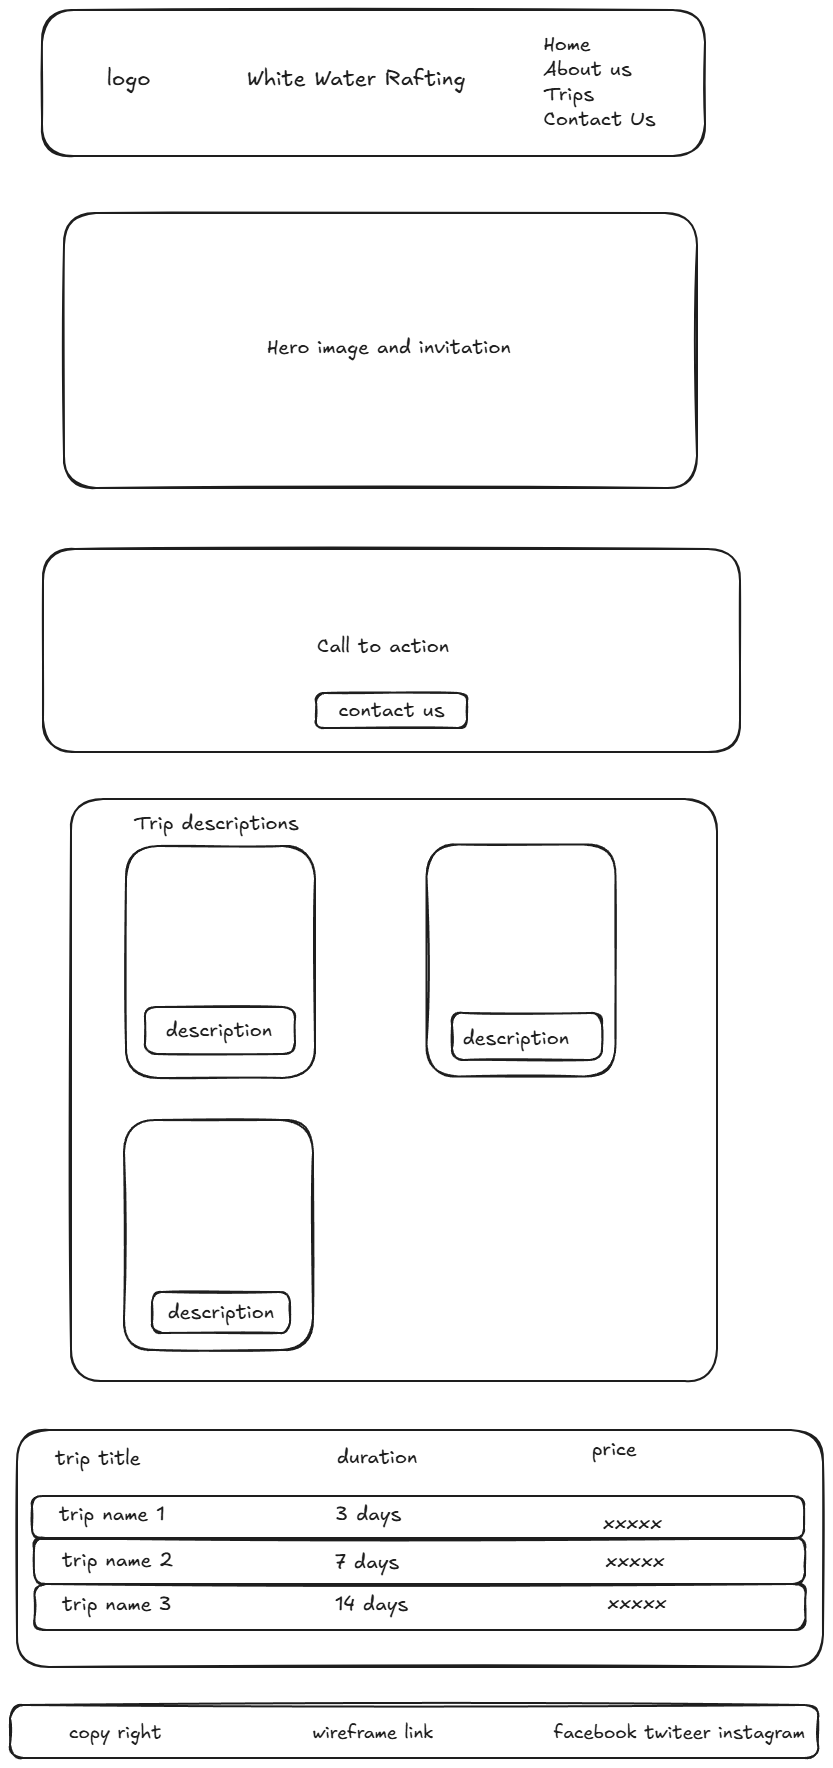 logo
White Water Rafting
Home
About us
Trips
Contact Us
Hero image and invitation
Call to action
contact us
Trip descriptions
description
description
description
trip title duration price
trip name 1 3 days xxxxx
trip name 2 7 days xxxxx
trip name 3 14 days xxxxx
copy right wireframe link facebook twiteer instagram